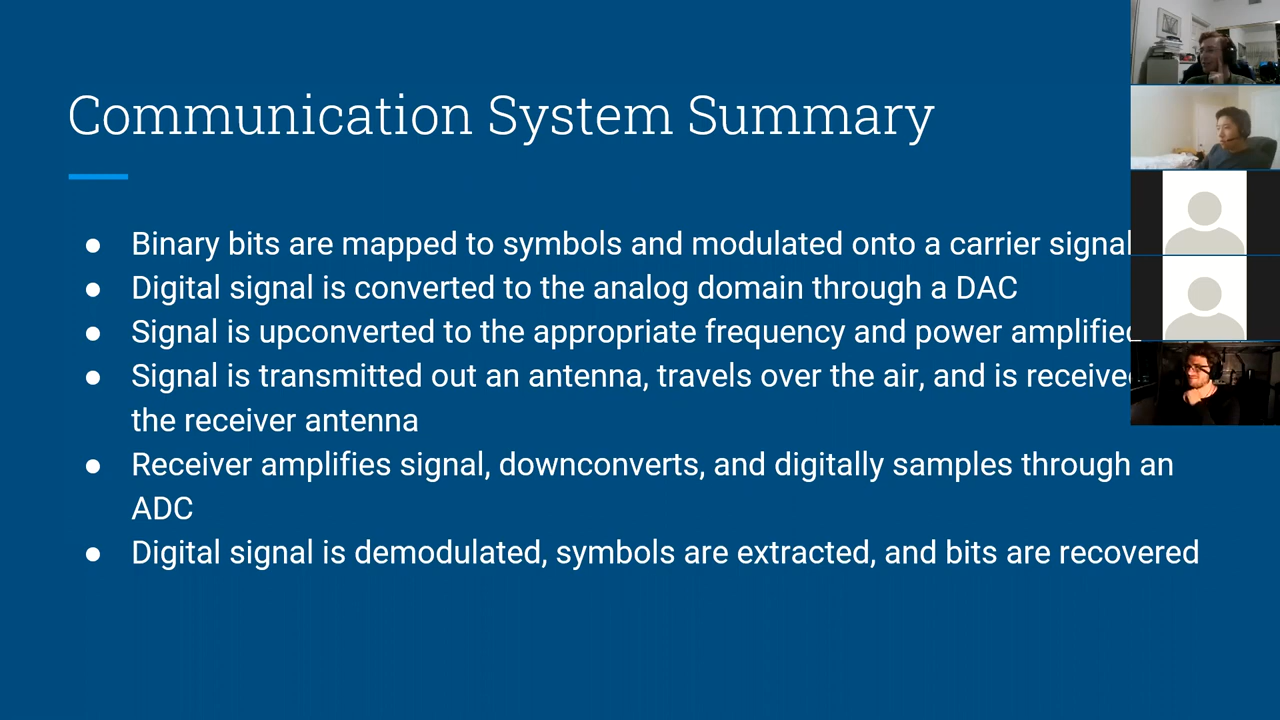 Communication System Summary
● Binary bits are mapped to symbols and modulated onto a carrier signal
● Digital signal is converted to the analog domain through a DAC
● Signal is upconverted to the appropriate frequency and power amplified
● Signal is transmitted out an antenna, travels over the air, and is received
the receiver antenna
● Receiver amplifies signal, downconverts, and digitally samples through an
ADC
● Digital signal is demodulated, symbols are extracted, and bits are recovered